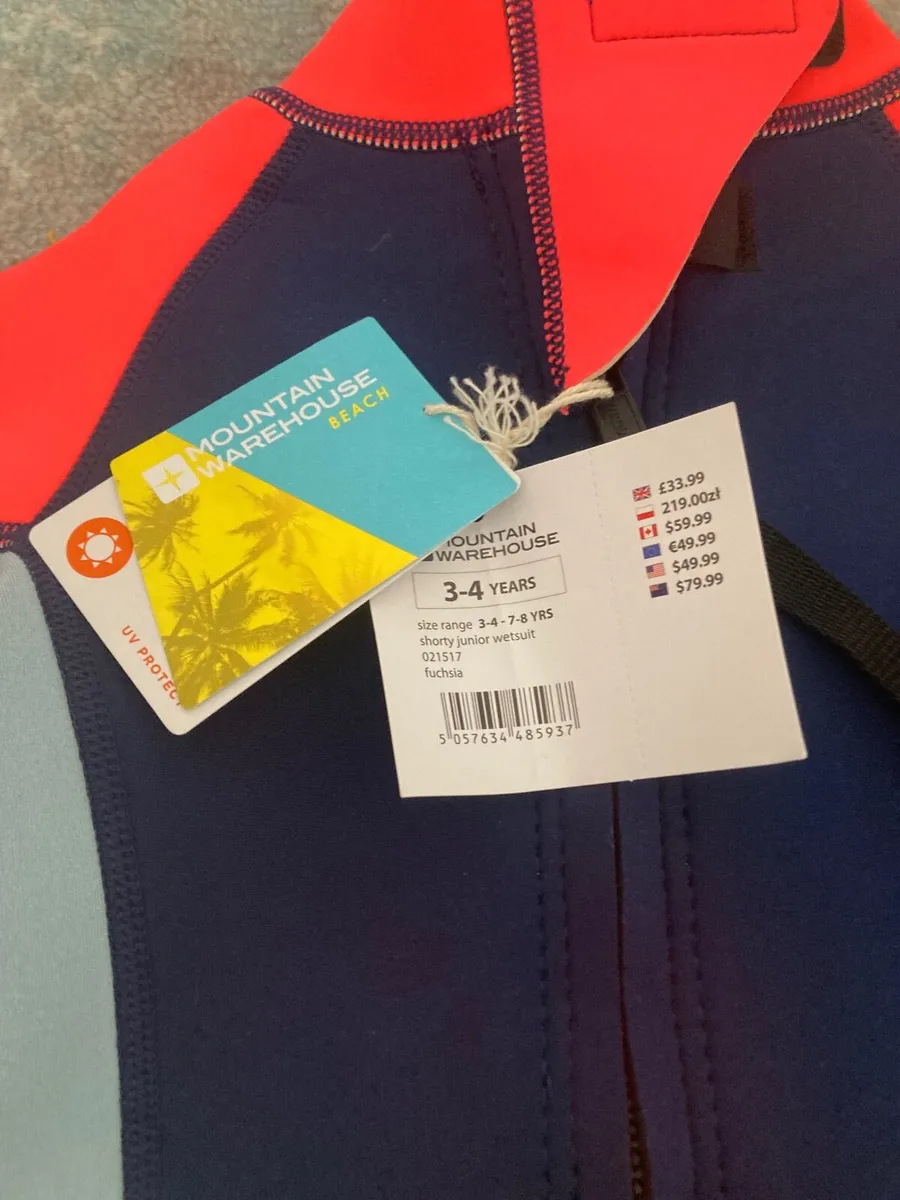 MOUNTAIN
WAREHOUSE
BEACH
UV PROTEC
MOUNTAIN
WAREHOUSE
3-4 YEARS
size range 3-4 - 7-8 YRS
shorty junior wetsuit
021517
fuchsia
5 057634 485937
£33.99
219.00zł
$59.99
€49.99
$49.99
$79.99